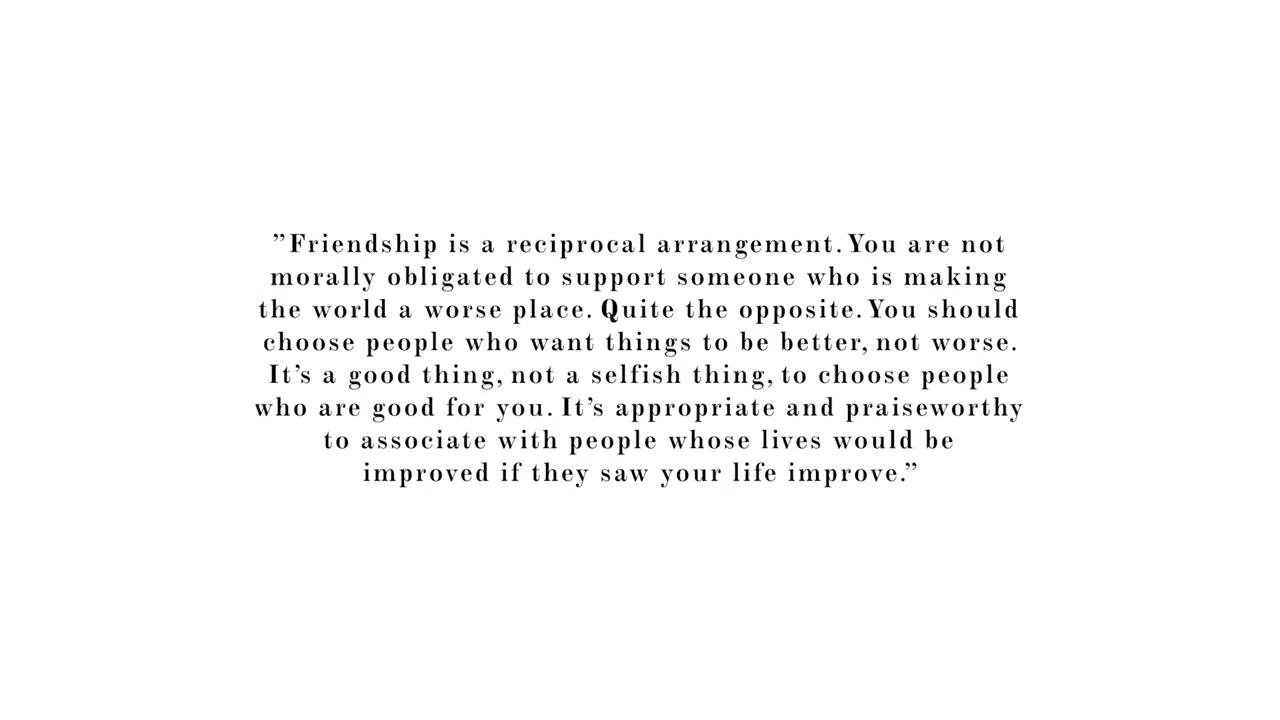 ”Friendship is a reciprocal arrangement. You are not
morally obligated to support someone who is making
the world a worse place. Quite the opposite. You should
choose people who want things to be better, not worse.
It’s a good thing, not a selfish thing, to choose people
who are good for you. It’s appropriate and praiseworthy
to associate with people whose lives would be
improved if they saw your life improve.”